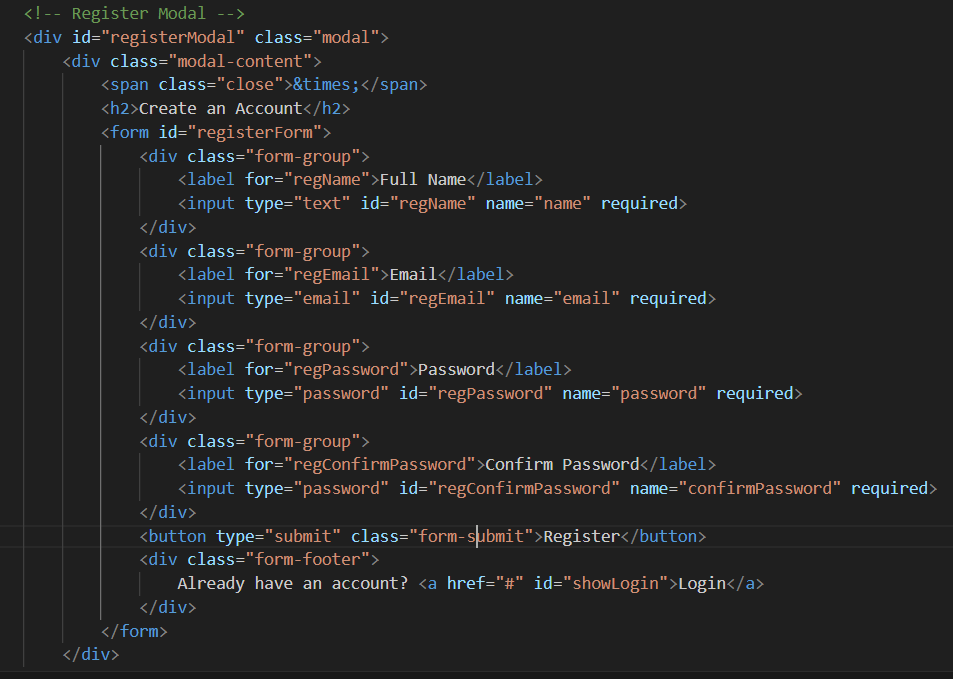 <!-- Register Modal -->
<div id="registerModal" class="modal">
    <div class="modal-content">
        <span class="close">&times;</span>
        <h2>Create an Account</h2>
        <form id="registerForm">
            <div class="form-group">
                <label for="regName">Full Name</label>
                <input type="text" id="regName" name="name" required>
            </div>
            <div class="form-group">
                <label for="regEmail">Email</label>
                <input type="email" id="regEmail" name="email" required>
            </div>
            <div class="form-group">
                <label for="regPassword">Password</label>
                <input type="password" id="regPassword" name="password" required>
            </div>
            <div class="form-group">
                <label for="regConfirmPassword">Confirm Password</label>
                <input type="password" id="regConfirmPassword" name="confirmPassword" required>
            </div>
            <button type="submit" class="form-submit">Register</button>
            <div class="form-footer">
                Already have an account? <a href="#" id="showLogin">Login</a>
            </div>
        </form>
    </div>